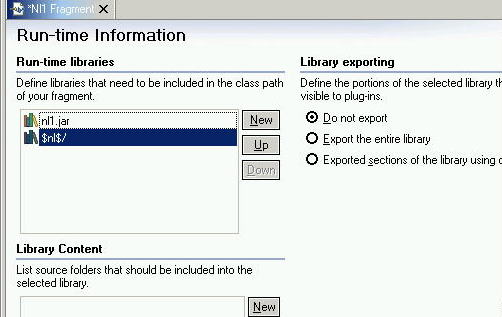 *Nl1 Fragment
Run-time Information
Run-time libraries
Define libraries that need to be included in the class path
of your fragment.
nl1.jar
$nl$/
New
Up
Down
Library Content
List source folders that should be included into the
selected library.
New
Library exporting
Define the portions of the selected library th
visible to plug-ins.
Do not export
Export the entire library
Exported sections of the library using c